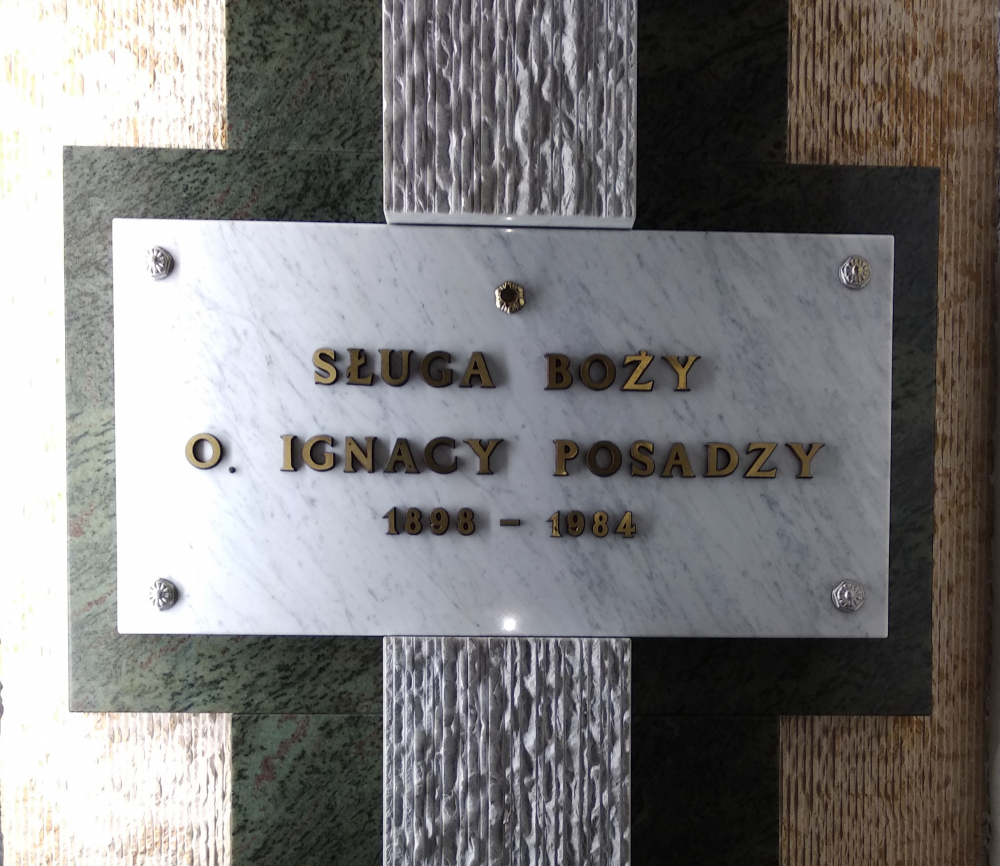 SŁUGA BOŻY
O. IGNACY POSADZY
1898 – 1984